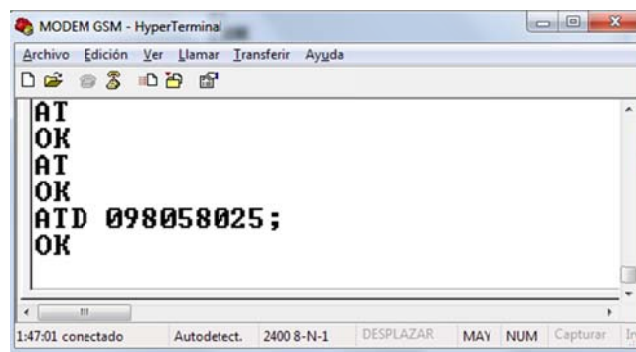 MODEM GSM - HyperTerminal
Archivo Edición Ver Llamar Transferir Ayuda
AT
OK
AT
OK
ATD 098058025;
OK
1:47:01 conectado Autodetect. 2400 8-N-1 DESPLAZAR MAY NUM Capturar